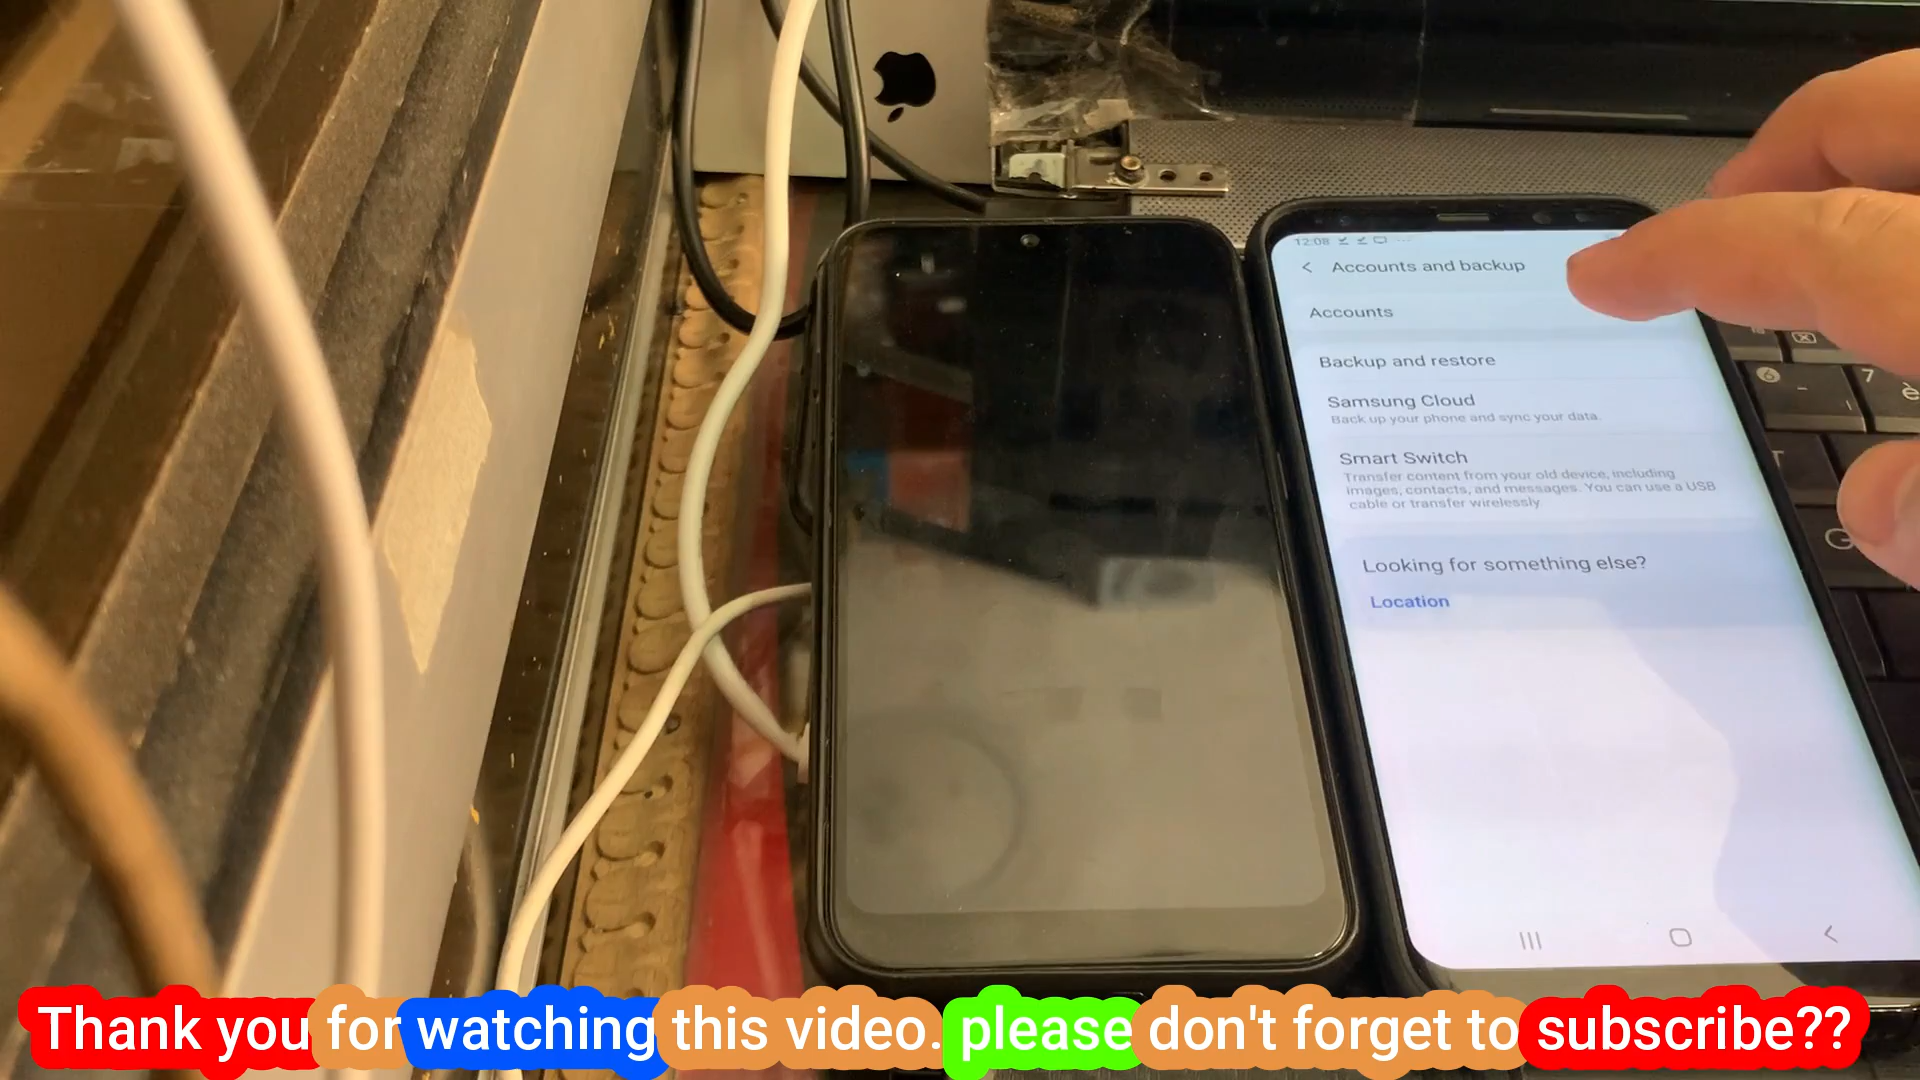 12:08
Accounts and backup
Accounts
Backup and restore
Samsung Cloud
Back up your phone and sync your data.
Smart Switch
Transfer content from your old device, including
images, contacts, and messages. You can use a USB
cable or transfer wirelessly.
Looking for something else?
Location
6
7
è
T
G
Thank you for watching this video. please don't forget to subscribe??